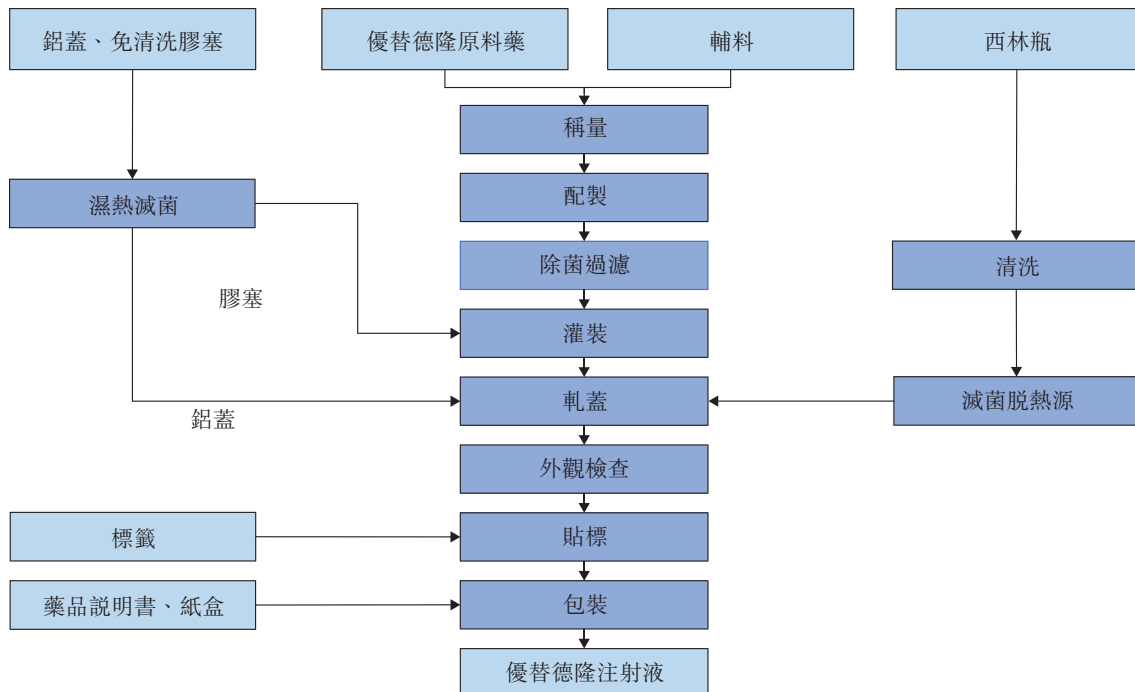 鋁蓋、免清洗膠塞
優替德隆原料藥
輔料
西林瓶
稱量
濕熱滅菌
配製
除菌過濾
清洗
膠塞
灌裝
軋蓋
滅菌脱熱源
鋁蓋
外觀檢查
標籤
貼標
藥品説明書、紙盒
包裝
優替德隆注射液